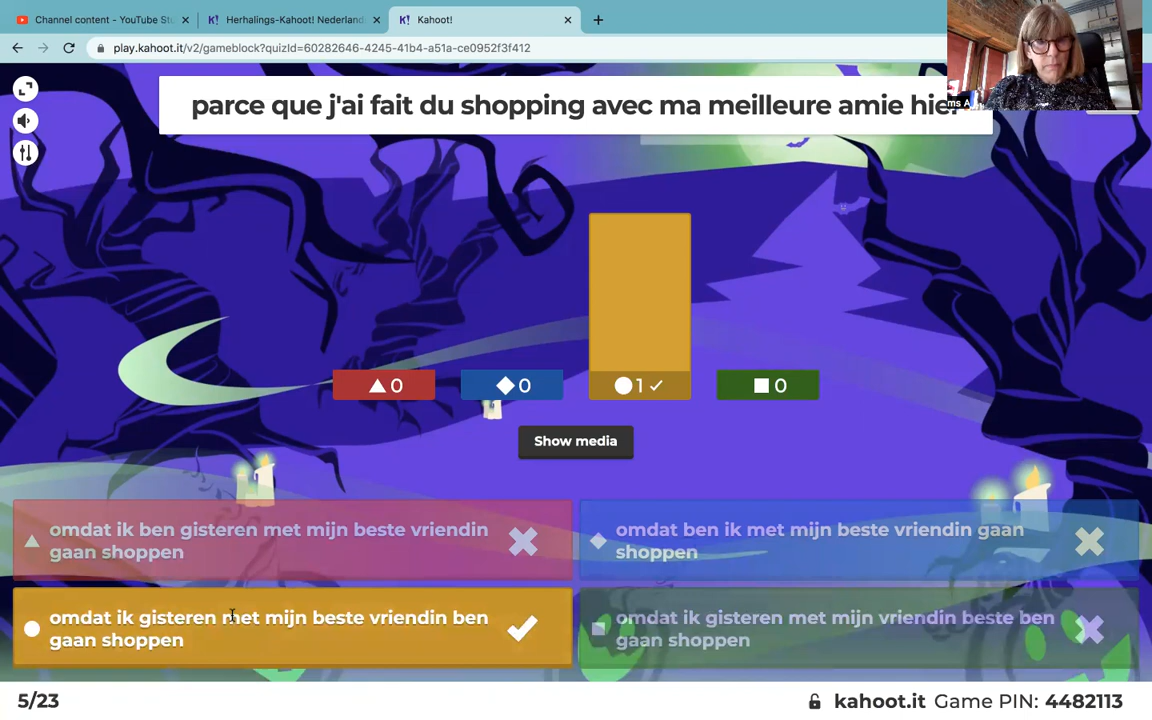 Channel content - YouTube Stu
Herhalings-Kahoot! Nederland
Kahoot!
play.kahoot.it/v2/gameblock?quizId=60282646-4245-41b4-a51a-ce0952f3f412
parce que j'ai fait du shopping avec ma meilleure amie hier
ms A
0
0
1
0
Show media
omdat ik ben gisteren met mijn beste vriendin
gaan shoppen
omdat ben ik met mijn beste vriendin gaan
shoppen
omdat ik gisteren met mijn beste vriendin ben
gaan shoppen
omdat ik gisteren met mijn vriendin beste ben
gaan shoppen
5/23
kahoot.it Game PIN: 4482113